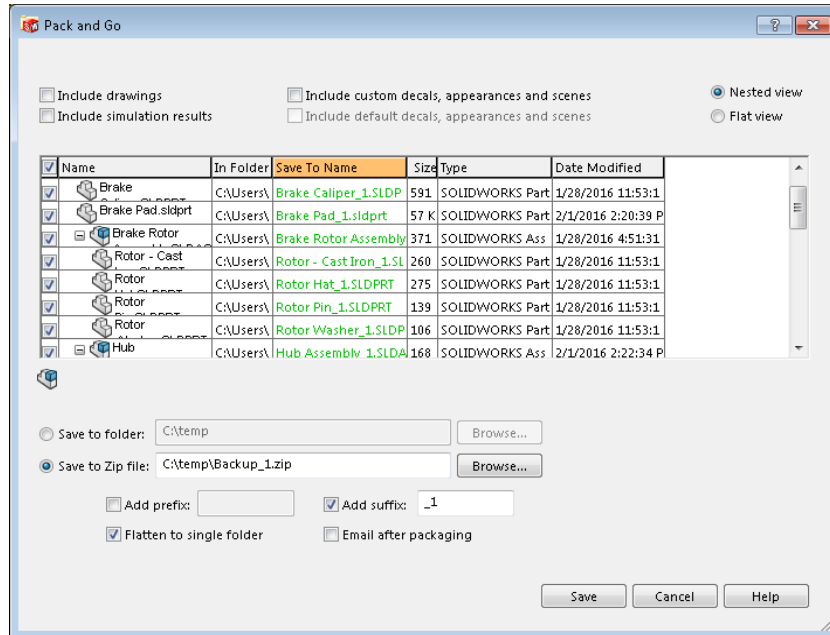 Pack and Go
Include drawings Include custom decals, appearances and scenes Nested view
Include simulation results Include default decals, appearances and scenes Flat view
Name In Folder Save To Name Size Type Date Modified
Brake C:\Users\ Brake Caliper_1.SLDP 591 SOLIDWORKS Part 1/28/2016 11:53:1
Brake Pad.sldprt C:\Users\ Brake Pad_1.sldprt 57 K SOLIDWORKS Part 2/1/2016 2:20:39 P
Brake Rotor C:\Users\ Brake Rotor Assembly 371 SOLIDWORKS Ass 1/28/2016 4:51:31
Rotor - Cast C:\Users\ Rotor - Cast Iron_1.SL 260 SOLIDWORKS Part 1/28/2016 11:53:1
Rotor C:\Users\ Rotor Hat_1.SLDPRT 275 SOLIDWORKS Part 1/28/2016 11:53:1
Rotor C:\Users\ Rotor Pin_1.SLDPRT 139 SOLIDWORKS Part 1/28/2016 11:53:1
Rotor C:\Users\ Rotor Washer_1.SLDP 106 SOLIDWORKS Part 1/28/2016 11:53:1
Hub C:\Users\ Hub Assembly_1.SLDA 168 SOLIDWORKS Ass 2/1/2016 2:22:34 P
Save to folder: C:\temp Browse...
Save to Zip file: C:\temp\Backup_1.zip Browse...
Add prefix: Add suffix: _1
Flatten to single folder Email after packaging
Save Cancel Help